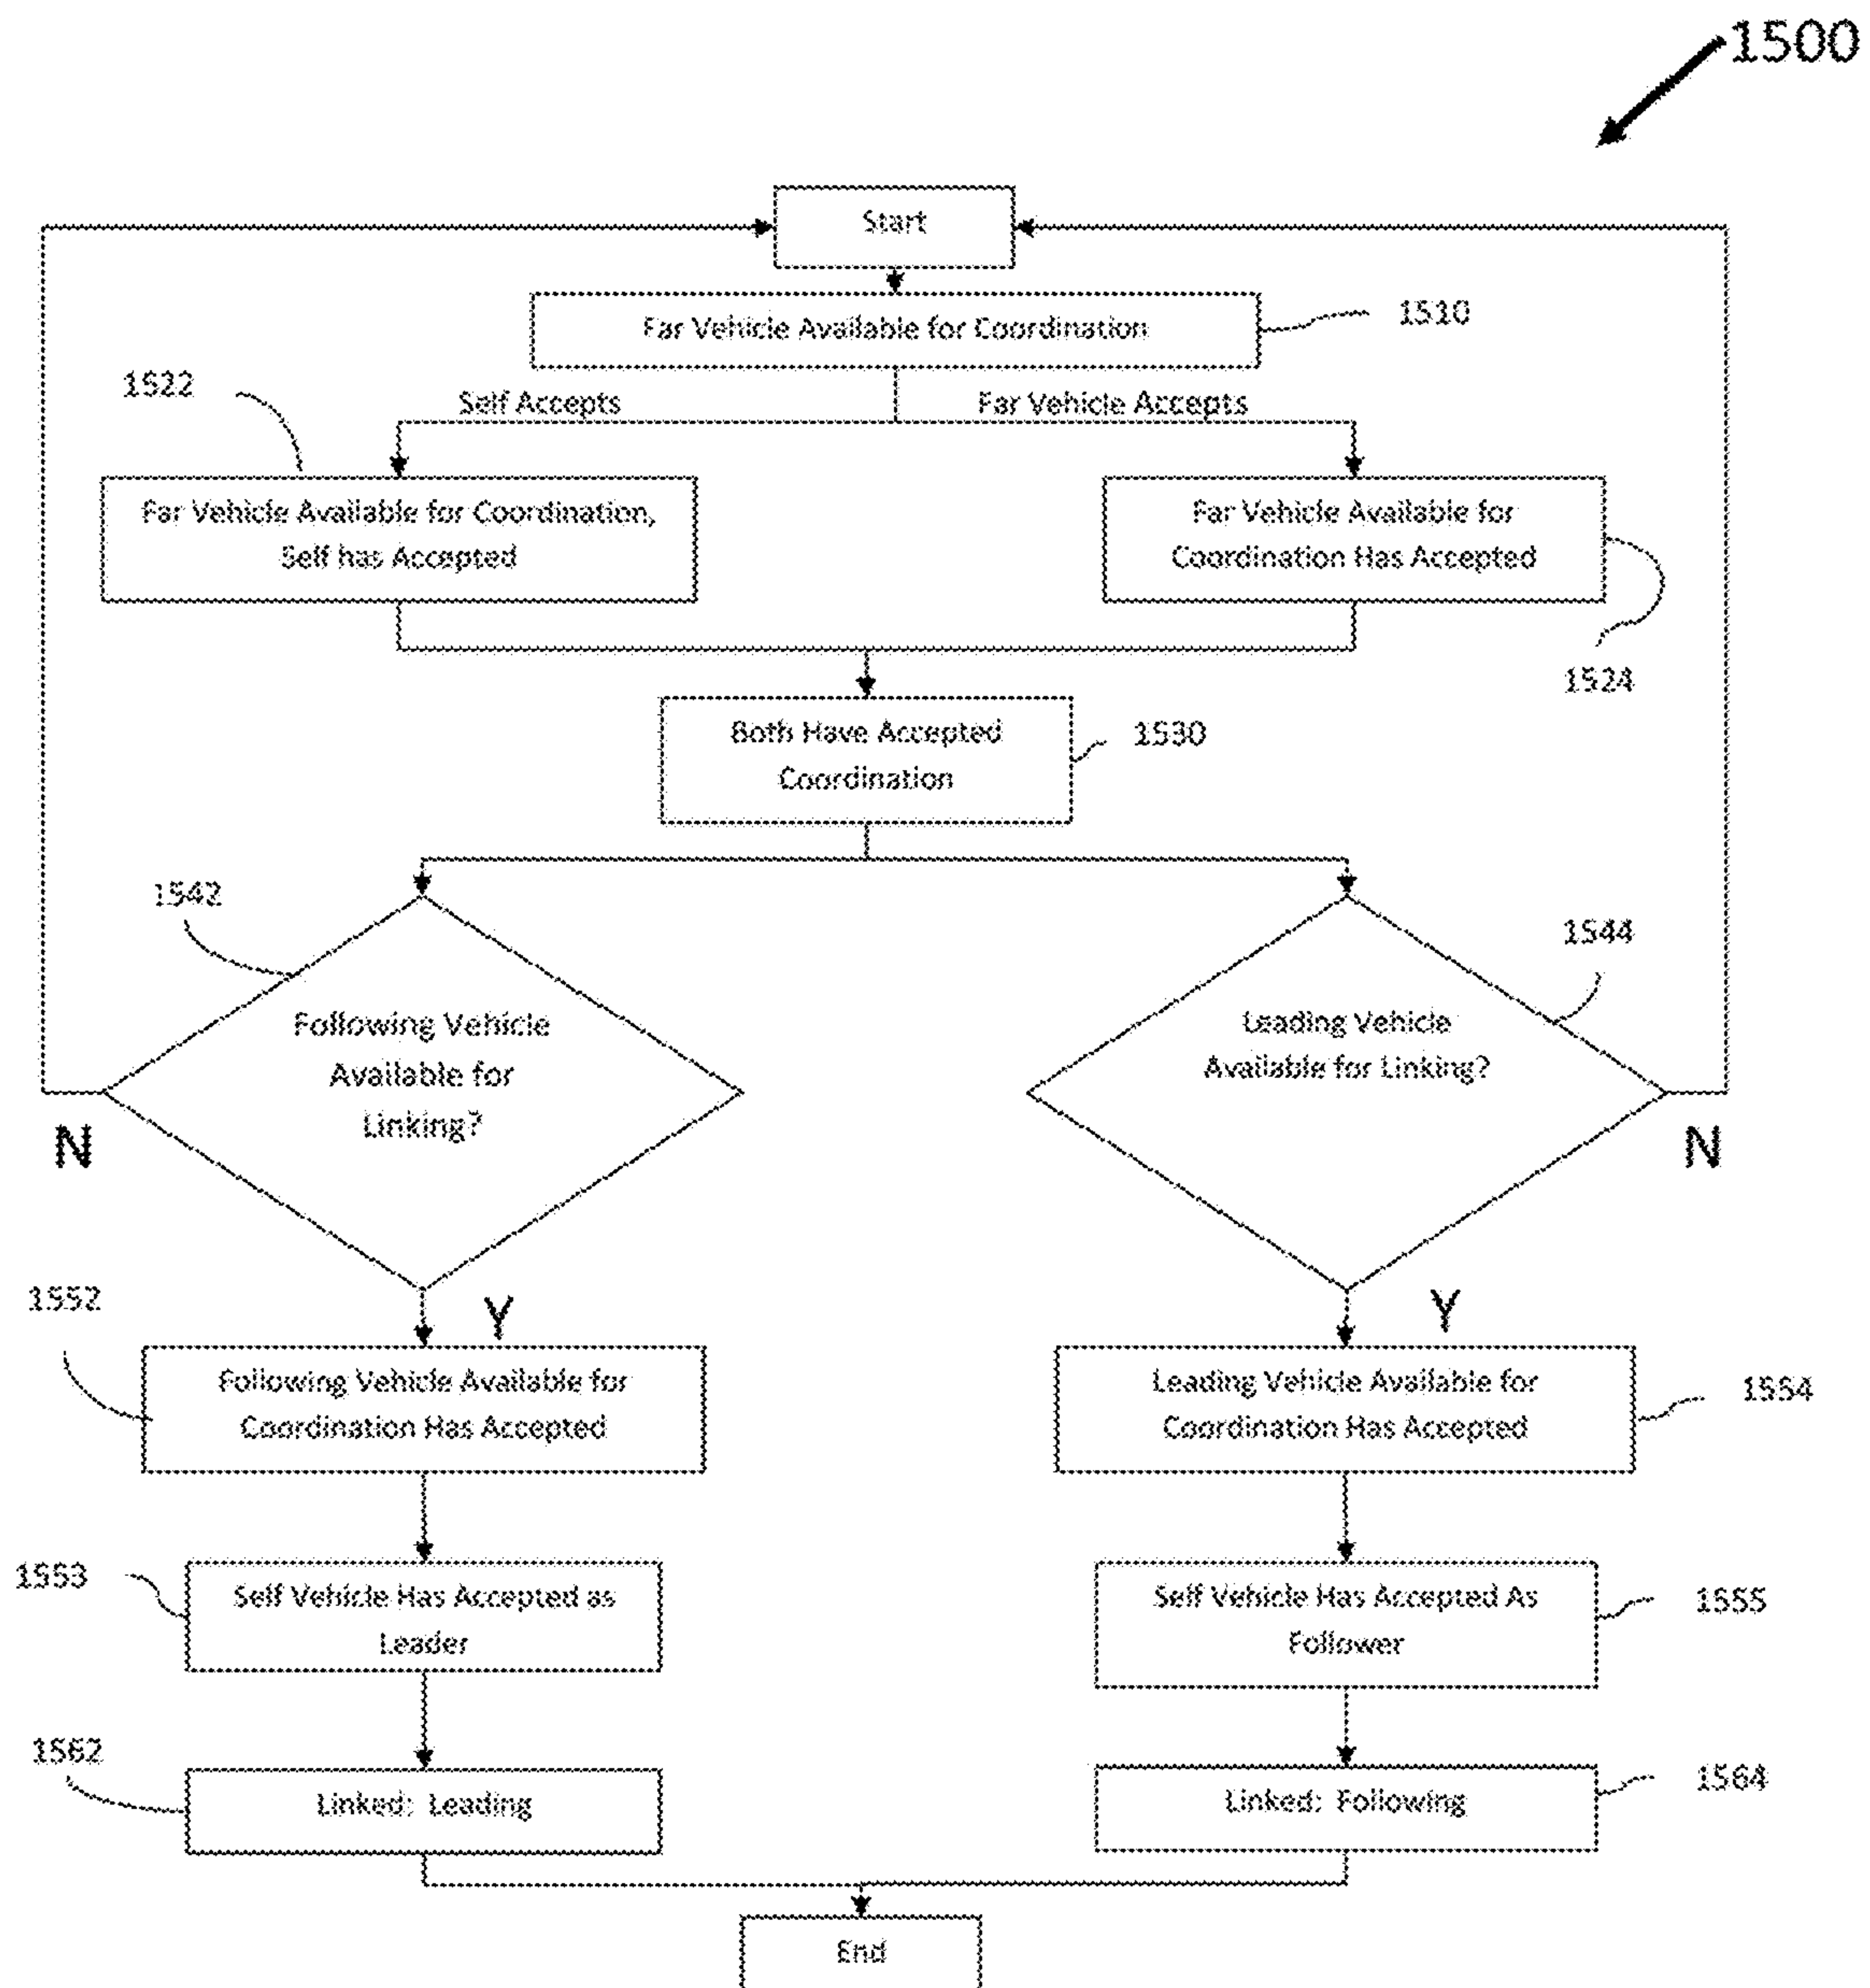 1500
Start
Far Vehicle Available for Coordination
1510
1522
Self Accepts
Far Vehicle Accepts
Far Vehicle Available for Coordination,
Self has Accepted
Far Vehicle Available for
Coordination Has Accepted
1524
Both Have Accepted
Coordination
1530
1542
1544
Following Vehicle
Available for
Linking?
Leading Vehicle
Available for Linking?
N
N
Y
Y
1552
Following Vehicle Available for
Coordination Has Accepted
Leading Vehicle Available for
Coordination Has Accepted
1554
1553
Self Vehicle Has Accepted as
Leader
Self Vehicle Has Accepted As
Follower
1555
1562
Linked: Leading
Linked: Following
1564
End